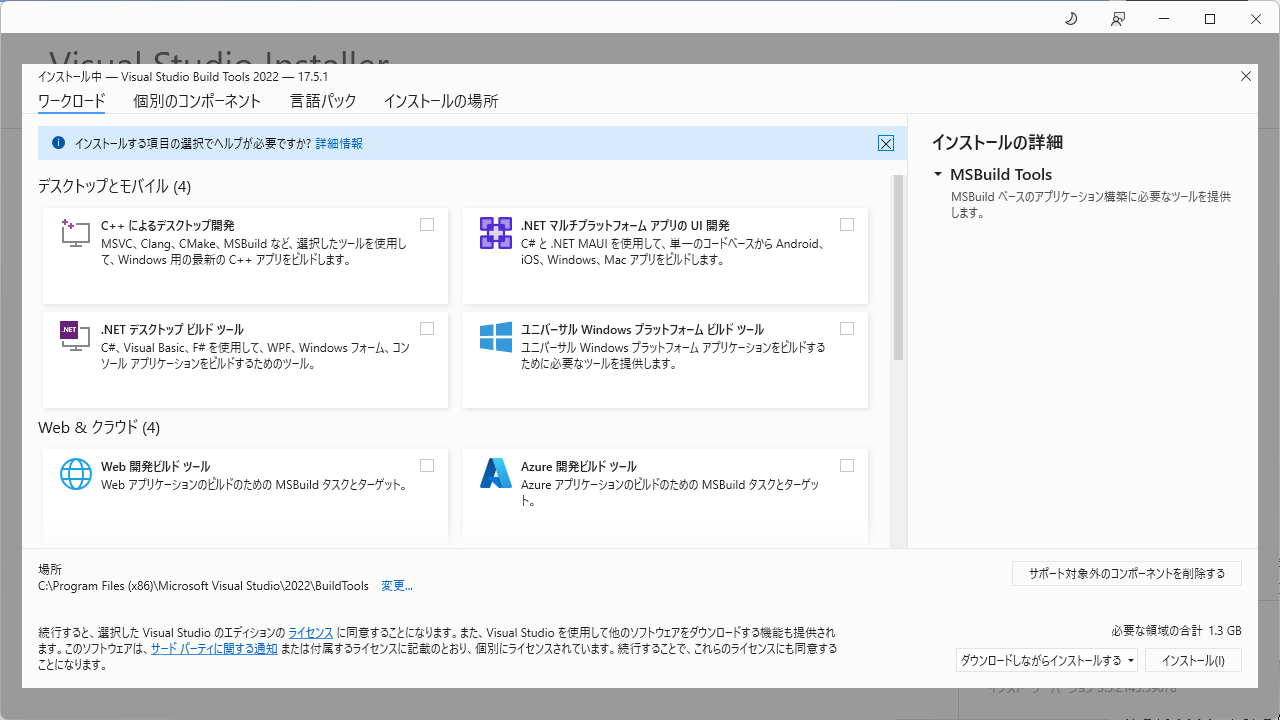 Visual Studio Installer
インストール中 — Visual Studio Build Tools 2022 — 17.5.1
ワークロード 個別のコンポーネント 言語パック インストールの場所
インストールする項目の選択でヘルプが必要ですか? 詳細情報
デスクトップとモバイル (4)
C++ によるデスクトップ開発
MSVC、Clang、CMake、MSBuild など、選択したツールを使用し
て、Windows 用の最新の C++ アプリをビルドします。
.NET マルチプラットフォーム アプリの UI 開発
C# と .NET MAUI を使用して、単一のコードベースから Android、
iOS、Windows、Mac アプリをビルドします。
.NET
.NET デスクトップ ビルド ツール
C#、Visual Basic、F# を使用して、WPF、Windows フォーム、コン
ソール アプリケーションをビルドするためのツール。
ユニバーサル Windows プラットフォーム ビルド ツール
ユニバーサル Windows プラットフォーム アプリケーションをビルドする
ために必要なツールを提供します。
Web & クラウド (4)
Web 開発ビルド ツール
Web アプリケーションのビルドのための MSBuild タスクとターゲット。
Azure 開発ビルド ツール
Azure アプリケーションのビルドのための MSBuild タスクとターゲッ
ト。
インストールの詳細
MSBuild Tools
MSBuild ベースのアプリケーション構築に必要なツールを提供
します。
場所
C:\Program Files (x86)\Microsoft Visual Studio\2022\BuildTools 変更...
サポート対象外のコンポーネントを削除する
続行すると、選択した Visual Studio のエディションの ライセンス に同意することになります。また、Visual Studio を使用して他のソフトウェアをダウンロードする機能も提供され
ます。このソフトウェアは、サード パーティに関する通知 または付属するライセンスに記載のとおり、個別にライセンスされています。続行することで、これらのライセンスにも同意する
ことになります。
必要な領域の合計 1.3 GB
ダウンロードしながらインストールする
インストール(I)